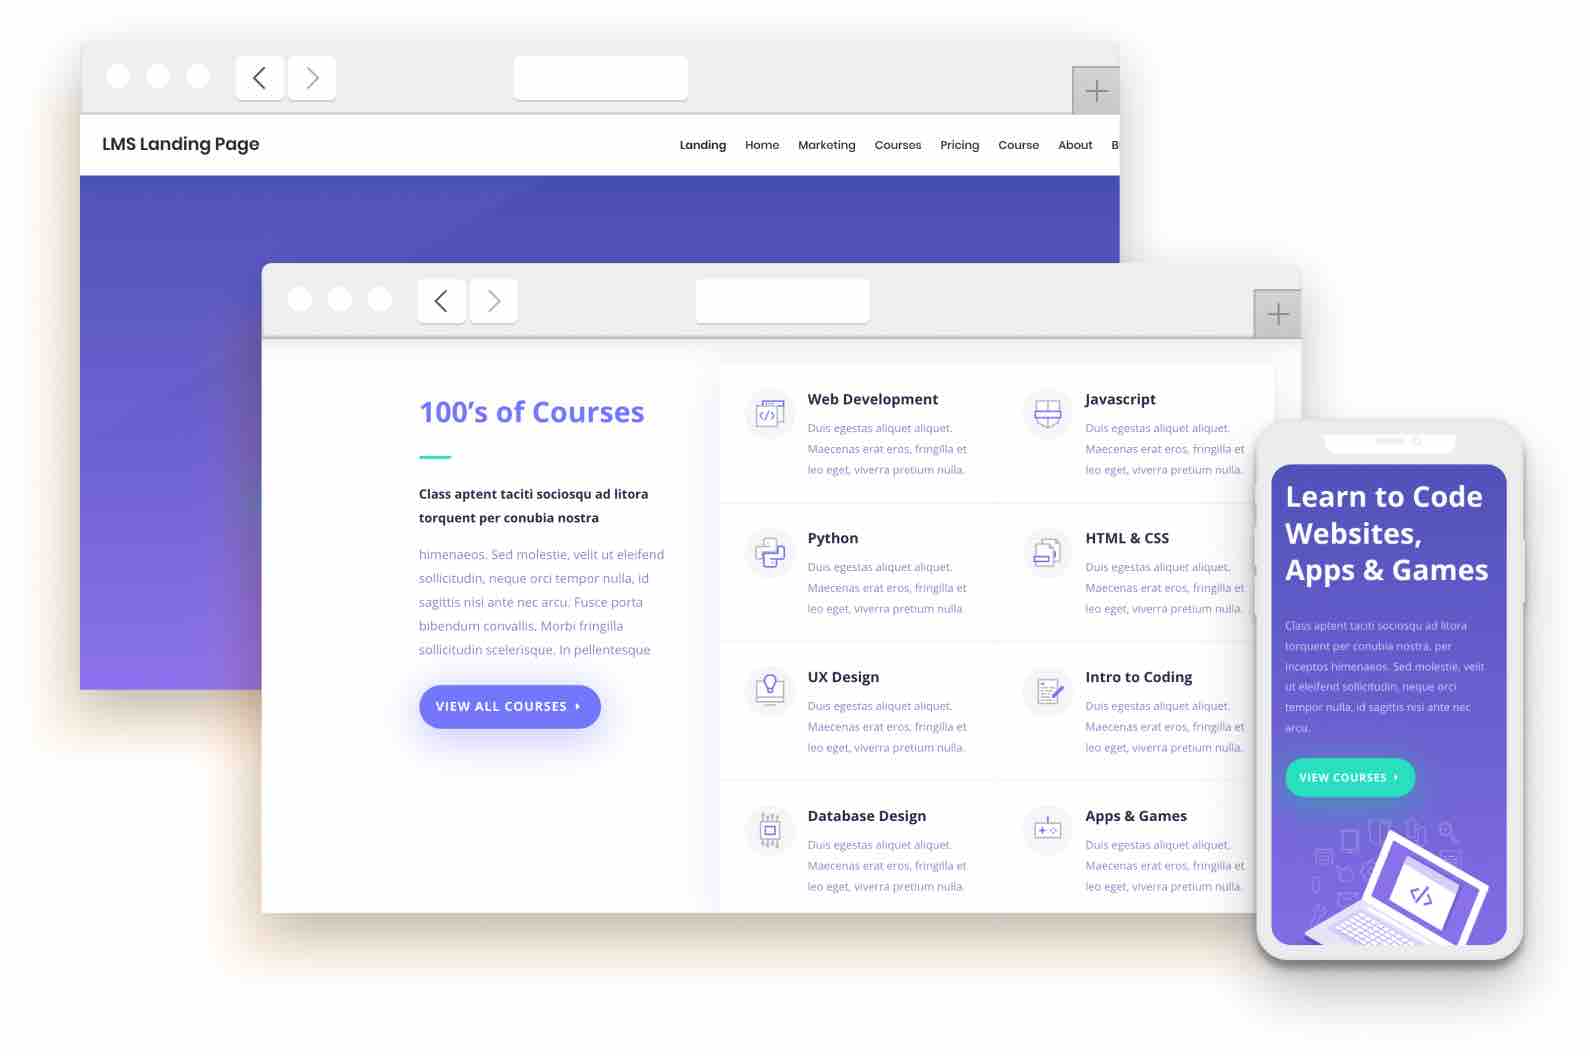 LMS Landing Page
Landing Home Marketing Courses Pricing Course About B
100's of Courses
Class aptent taciti sociosqu ad litora
torquent per conubia nostra
himenaeos. Sed molestie, velit ut eleifend
sollicitudin, neque orci tempor nulla, id
sagittis nisi ante nec arcu. Fusce porta
bibendum convallis. Morbi fringilla
sollicitudin scelerisque. In pellentesque
VIEW ALL COURSES
Web Development
Duis egestas aliquet aliquet.
Maecenas erat eros, fringilla et
leo eget, viverra pretium nulla.
Javascript
Duis egestas aliquet aliquet.
Maecenas erat eros, fringilla et
leo eget, viverra pretium nulla.
Python
Duis egestas aliquet aliquet.
Maecenas erat eros, fringilla et
leo eget, viverra pretium nulla.
HTML & CSS
Duis egestas aliquet aliquet.
Maecenas erat eros, fringilla et
leo eget, viverra pretium nulla.
UX Design
Duis egestas aliquet aliquet.
Maecenas erat eros, fringilla et
leo eget, viverra pretium nulla.
Intro to Coding
Duis egestas aliquet aliquet.
Maecenas erat eros, fringilla et
leo eget, viverra pretium nulla.
Database Design
Duis egestas aliquet aliquet.
Maecenas erat eros, fringilla et
leo eget, viverra pretium nulla.
Apps & Games
Duis egestas aliquet aliquet.
Maecenas erat eros, fringilla et
leo eget, viverra pretium nulla.
Learn to Code
Websites,
Apps & Games
Class aptent taciti sociosqu ad litora
torquent per conubia nostra, per
inceptos himenaeos. Sed molestie, velit
ut eleifend sollicitudin, neque orci
tempor nulla, id sagittis nisi ante nec
arcu.
VIEW COURSES